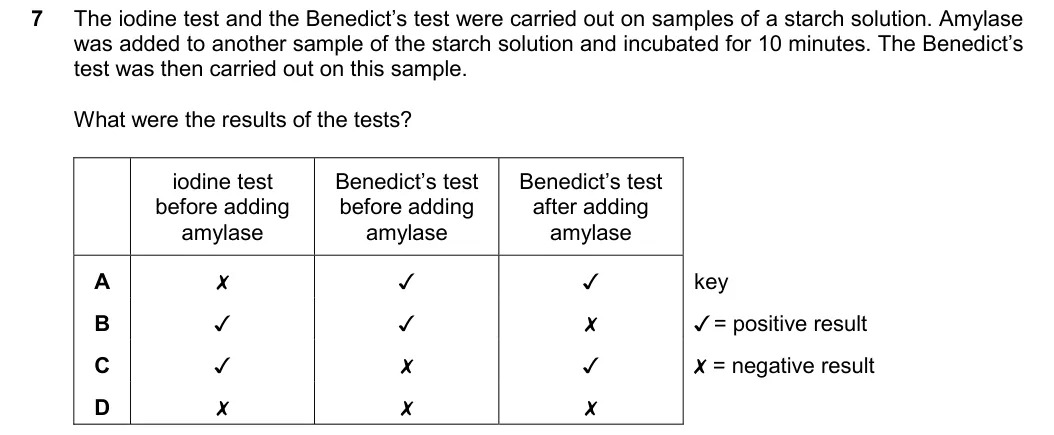 7 The iodine test and the Benedict’s test were carried out on samples of a starch solution. Amylase
was added to another sample of the starch solution and incubated for 10 minutes. The Benedict’s
test was then carried out on this sample.
What were the results of the tests?
iodine test before adding amylase | Benedict’s test before adding amylase | Benedict’s test after adding amylase
A ✗ ✓ ✓ key
B ✓ ✓ ✗ ✓ = positive result
C ✓ ✗ ✓ ✗ = negative result
D ✗ ✗ ✗